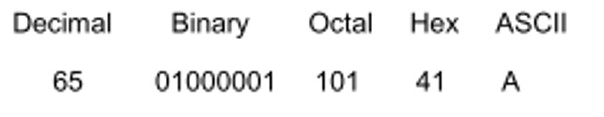 Decimal Binary Octal Hex ASCII
65 01000001 101 41 A